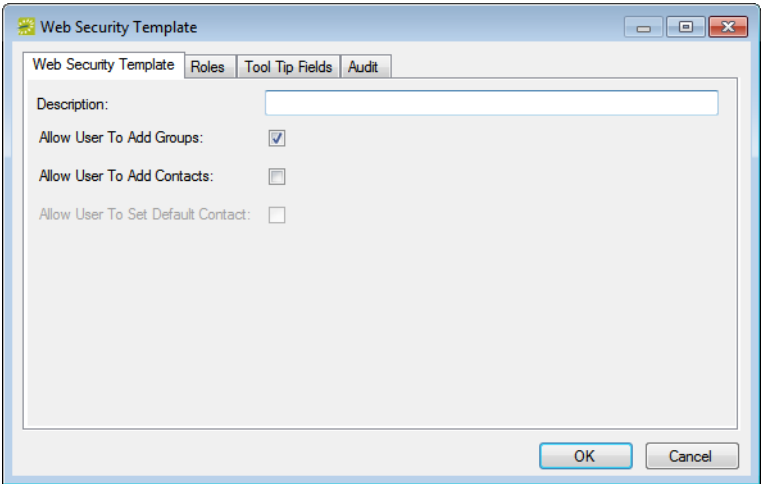 Web Security Template
Web Security Template Roles Tool Tip Fields Audit
Description:
Allow User To Add Groups:
Allow User To Add Contacts:
Allow User To Set Default Contact:
OK Cancel